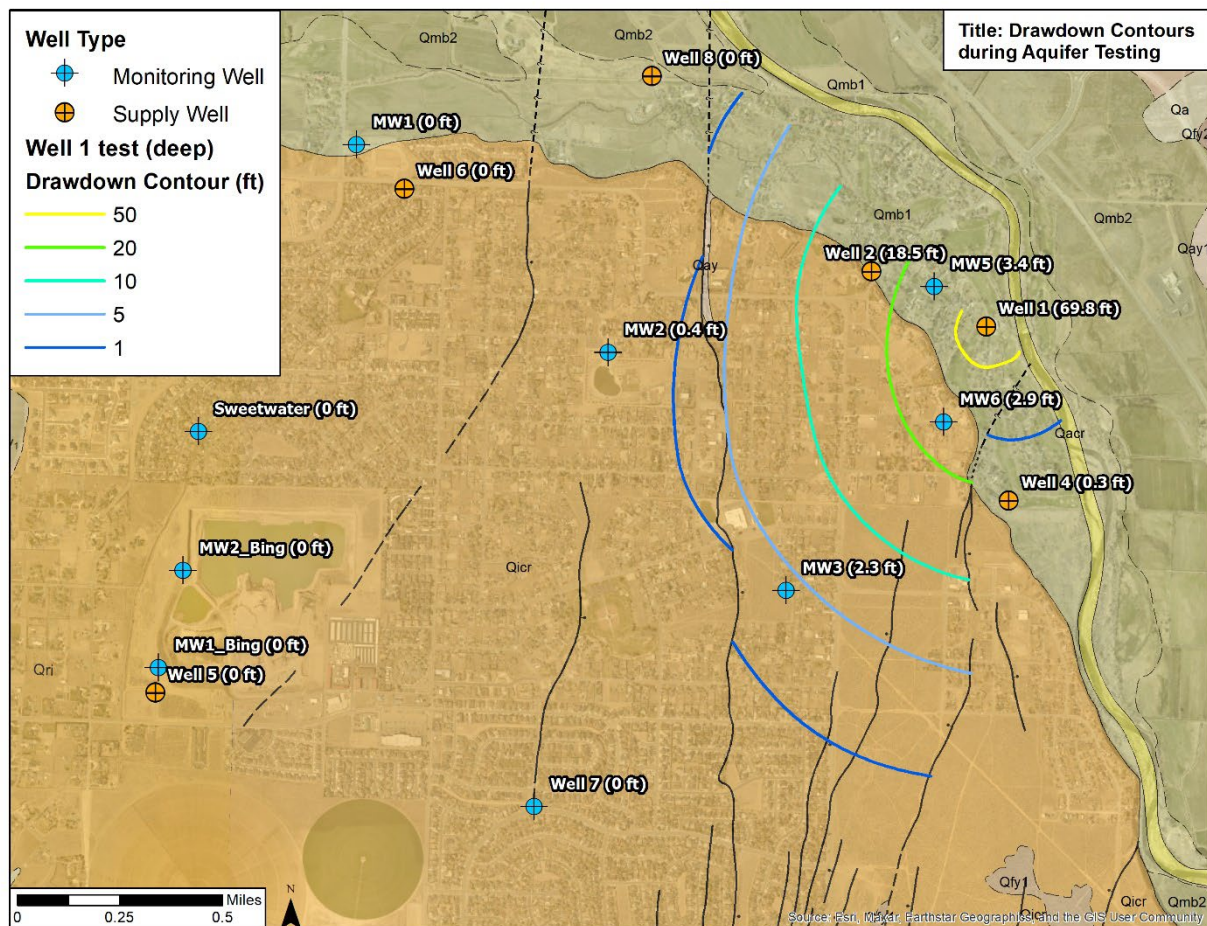 Well Type
Monitoring Well
Supply Well
Well 1 test (deep)
Drawdown Contour (ft)
50
20
10
5
1
Title: Drawdown Contours
during Aquifer Testing
Qmb2
Qmb2
Well 8 (0 ft)
Qmb1
Qa
Qfy2
MW1 (0 ft)
Well 6 (0 ft)
Qmb1
Qmb2
Qay1
Qay
Well 2 (18.5 ft)
MW5 (3.4 ft)
Well 1 (69.8 ft)
MW2 (0.4 ft)
Sweetwater (0 ft)
MW6 (2.9 ft)
Qacr
Well 4 (0.3 ft)
MW2_Bing (0 ft)
Qicr
MW3 (2.3 ft)
MW1_Bing (0 ft)
Qri
Well 5 (0 ft)
Well 7 (0 ft)
Qfy1
Qicr
Qmb2
N
Miles
0
0.25
0.5
Source: Esri, Maxar, Earthstar Geographics, and the GIS User Community